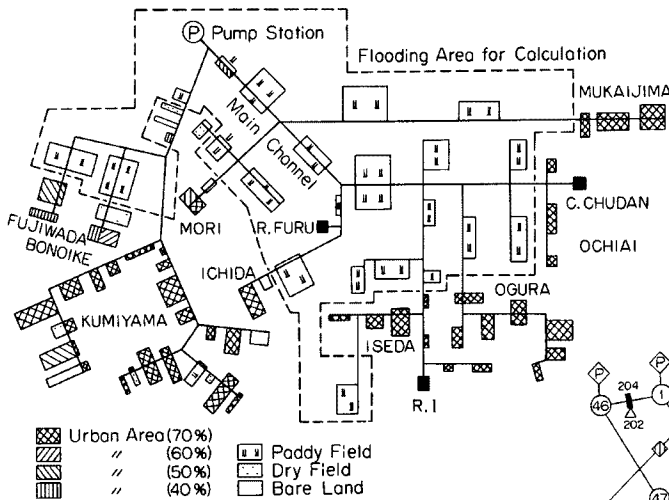 P Pump Station
Flooding Area for Calculation
MUKAIJIMA
Main
Channel
C. CHUDAN
MORI
R. FURU
OCHIAI
FUJIWADA
BONOIKE
ICHIDA
OGURA
KUMIYAMA
ISEDA
R. I
P P
204
46 1
202
47
Urban Area (70%)
〃 (60%) Paddy Field
〃 (50%) Dry Field
〃 (40%) Bare Land